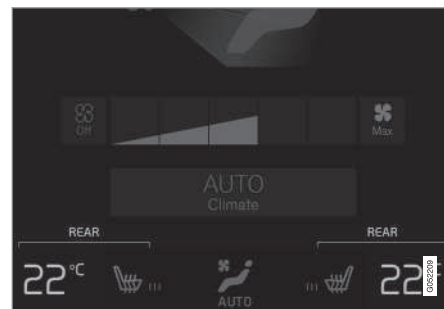 Off
Max
AUTO
Climate
REAR REAR
22°C 22°
AUTO
G052209